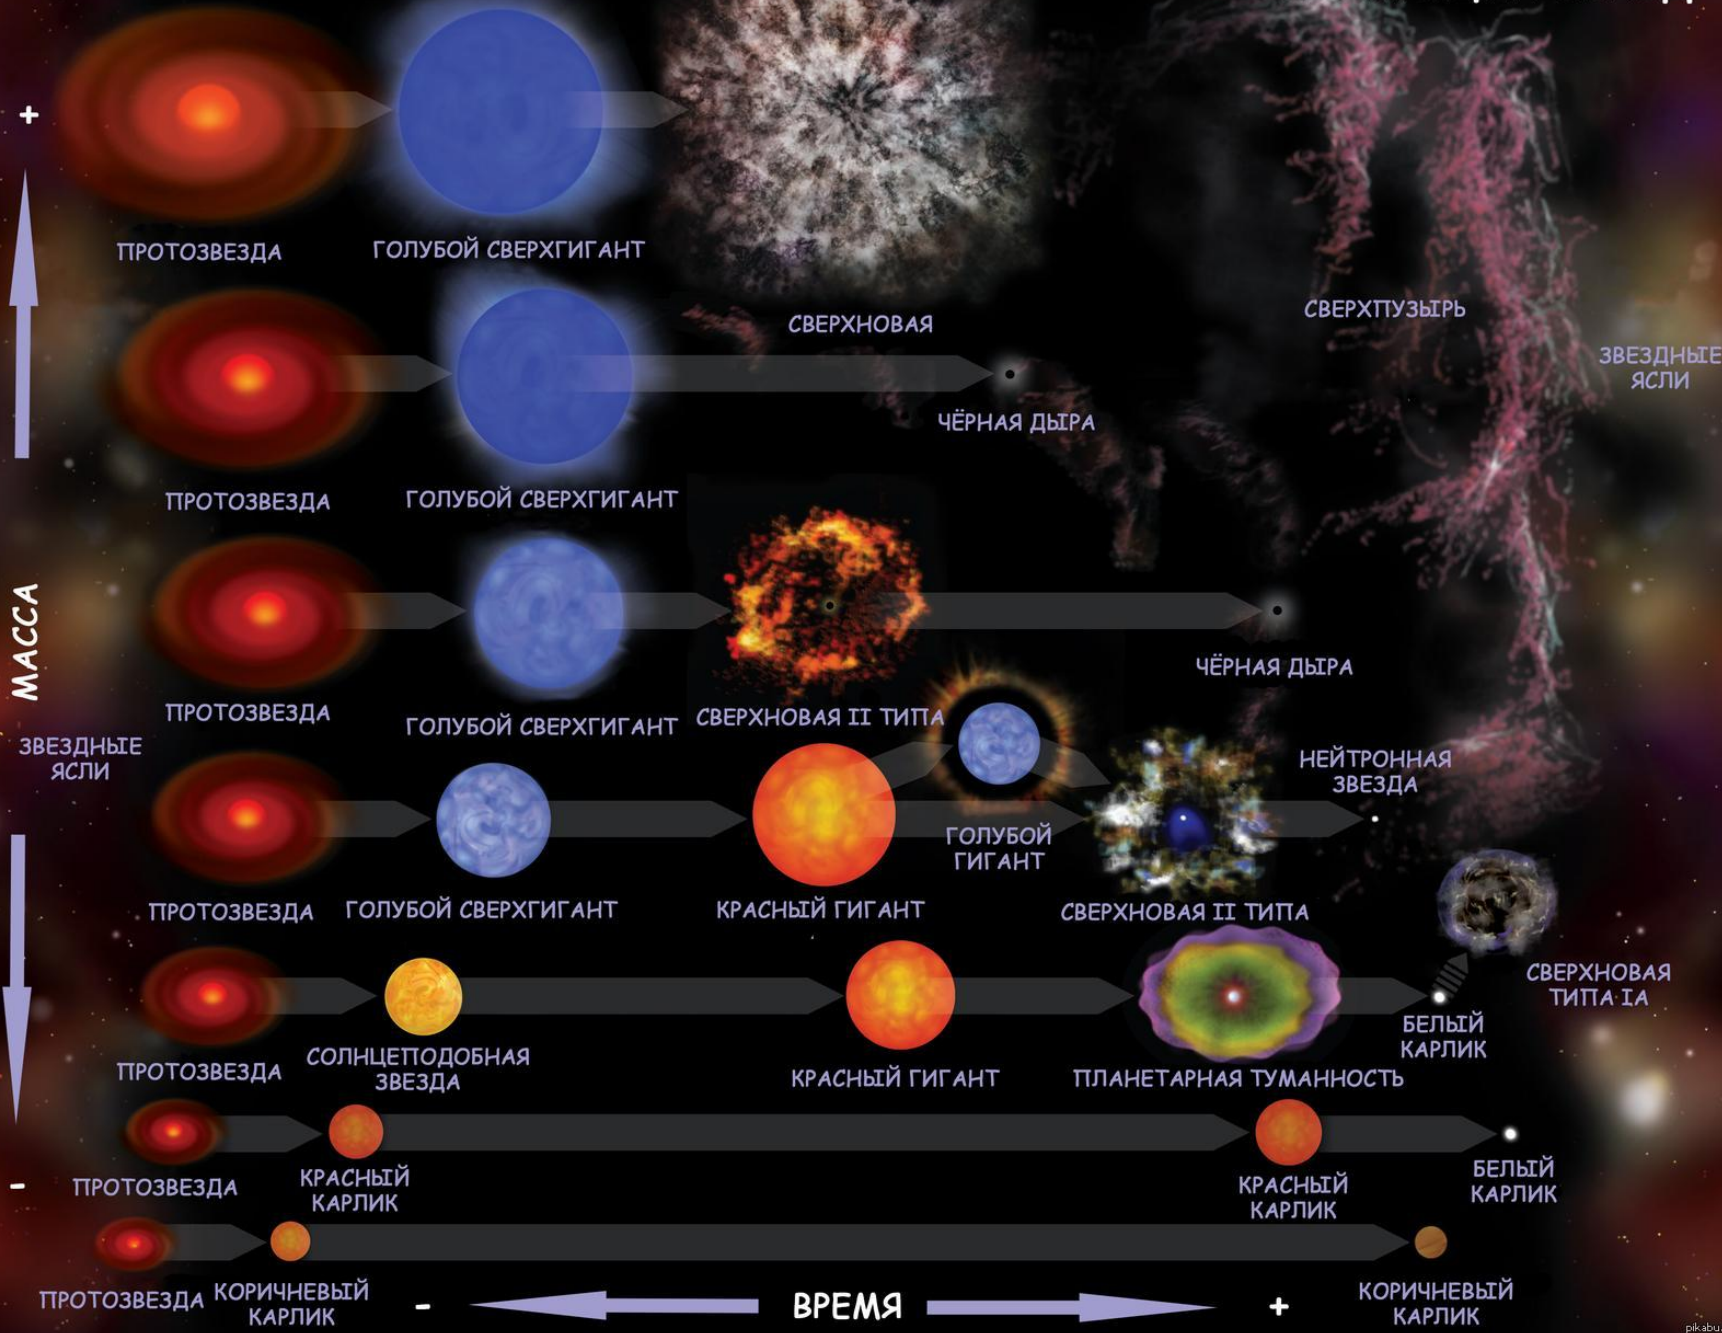 +
ПРОТОЗВЕЗДА
ГОЛУБОЙ СВЕРХГИГАНТ
СВЕРХНОВАЯ
СВЕРХПУЗЫРЬ
ЗВЕЗДНЫЕ
ЯСЛИ
ПРОТОЗВЕЗДА
ГОЛУБОЙ СВЕРХГИГАНТ
ЧЁРНАЯ ДЫРА
МАССА
ПРОТОЗВЕЗДА
ГОЛУБОЙ СВЕРХГИГАНТ
СВЕРХНОВАЯ II ТИПА
ЧЁРНАЯ ДЫРА
ЗВЕЗДНЫЕ
ЯСЛИ
ПРОТОЗВЕЗДА
ГОЛУБОЙ СВЕРХГИГАНТ
КРАСНЫЙ ГИГАНТ
ГОЛУБОЙ
ГИГАНТ
СВЕРХНОВАЯ II ТИПА
НЕЙТРОННАЯ
ЗВЕЗДА
ПРОТОЗВЕЗДА
СОЛНЦЕПОДОБНАЯ
ЗВЕЗДА
КРАСНЫЙ ГИГАНТ
ПЛАНЕТАРНАЯ ТУМАННОСТЬ
БЕЛЫЙ
КАРЛИК
СВЕРХНОВАЯ
ТИПА IA
-
ПРОТОЗВЕЗДА
КРАСНЫЙ
КАРЛИК
КРАСНЫЙ
КАРЛИК
БЕЛЫЙ
КАРЛИК
ПРОТОЗВЕЗДА
КОРИЧНЕВЫЙ
КАРЛИК
КОРИЧНЕВЫЙ
КАРЛИК
- ВРЕМЯ +
pikabu.